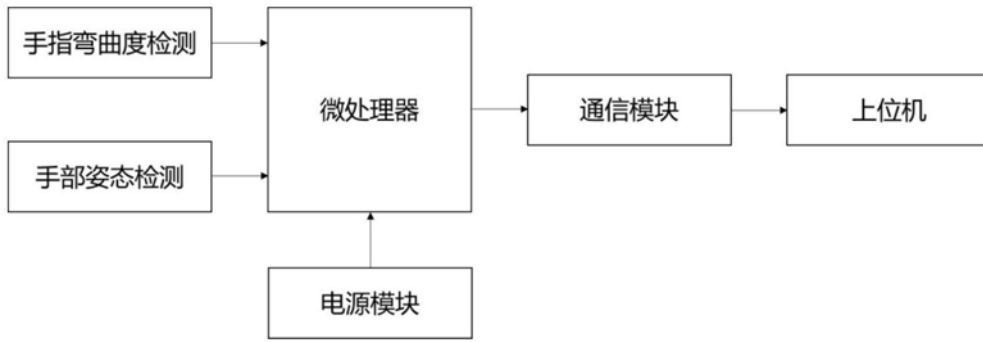 手指弯曲度检测
微处理器
通信模块
上位机
手部姿态检测
电源模块